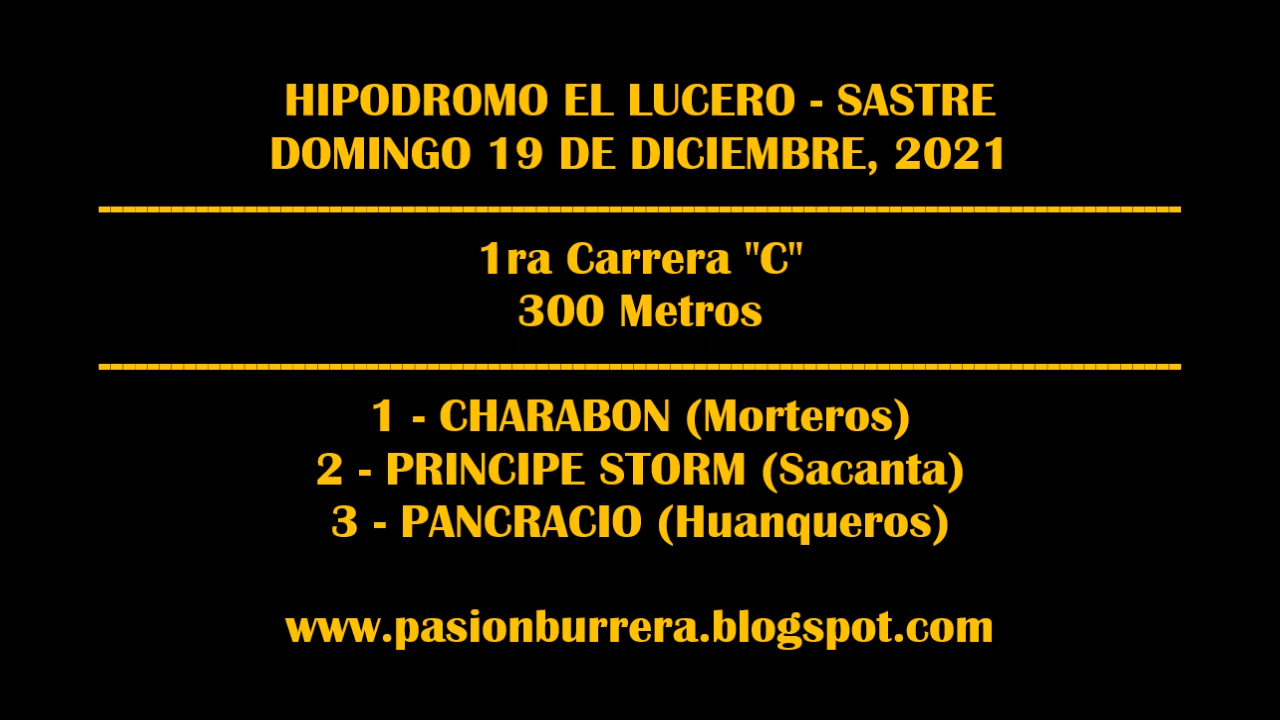 HIPODROMO EL LUCERO - SASTRE
DOMINGO 19 DE DICIEMBRE, 2021
1ra Carrera "C"
300 Metros
1 - CHARABON (Morteros)
2 - PRINCIPE STORM (Sacanta)
3 - PANCRACIO (Huanqueros)
www.pasionburrera.blogspot.com